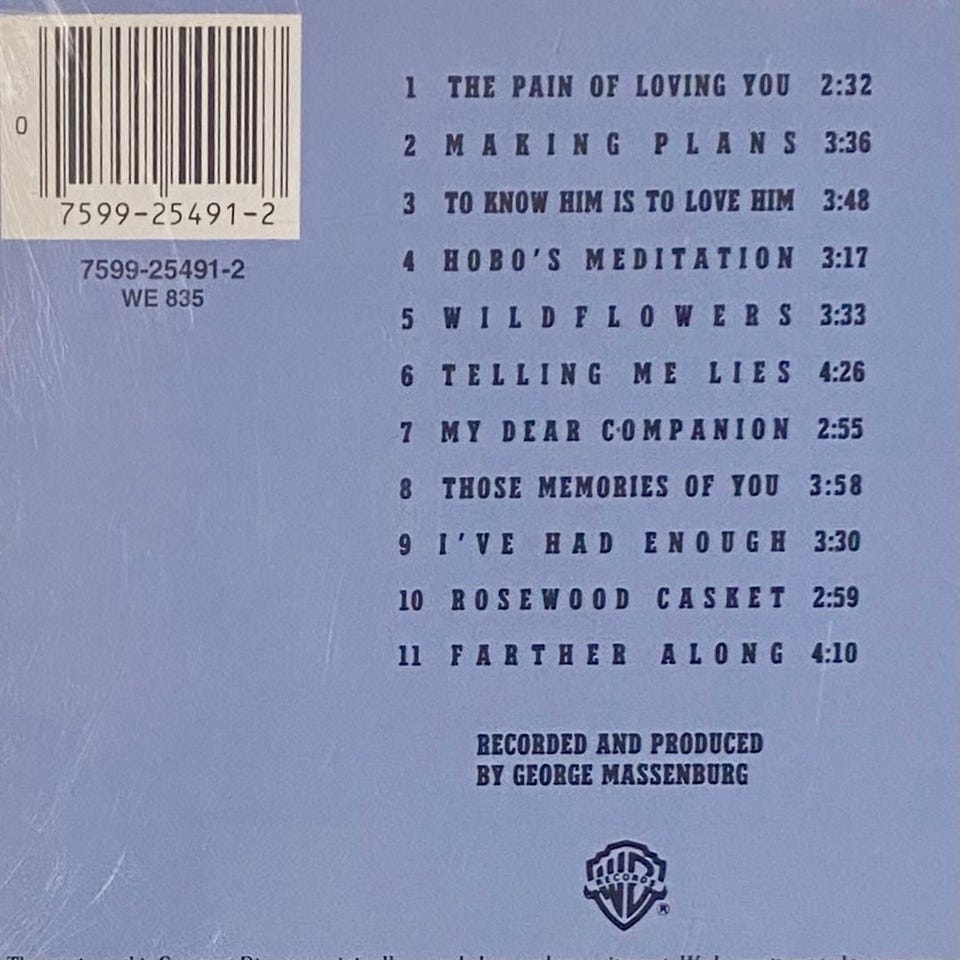 0
7599-25491-2
7599-25491-2
WE 835
1 THE PAIN OF LOVING YOU 2:32
2 MAKING PLANS 3:36
3 TO KNOW HIM IS TO LOVE HIM 3:48
4 HOBO'S MEDITATION 3:17
5 WILDFLOWERS 3:33
6 TELLING ME LIES 4:26
7 MY DEAR COMPANION 2:55
8 THOSE MEMORIES OF YOU 3:58
9 I'VE HAD ENOUGH 3:30
10 ROSEWOOD CASKET 2:59
11 FARTHER ALONG 4:10
RECORDED AND PRODUCED
BY GEORGE MASSENBURG
WB
RECORDS
®